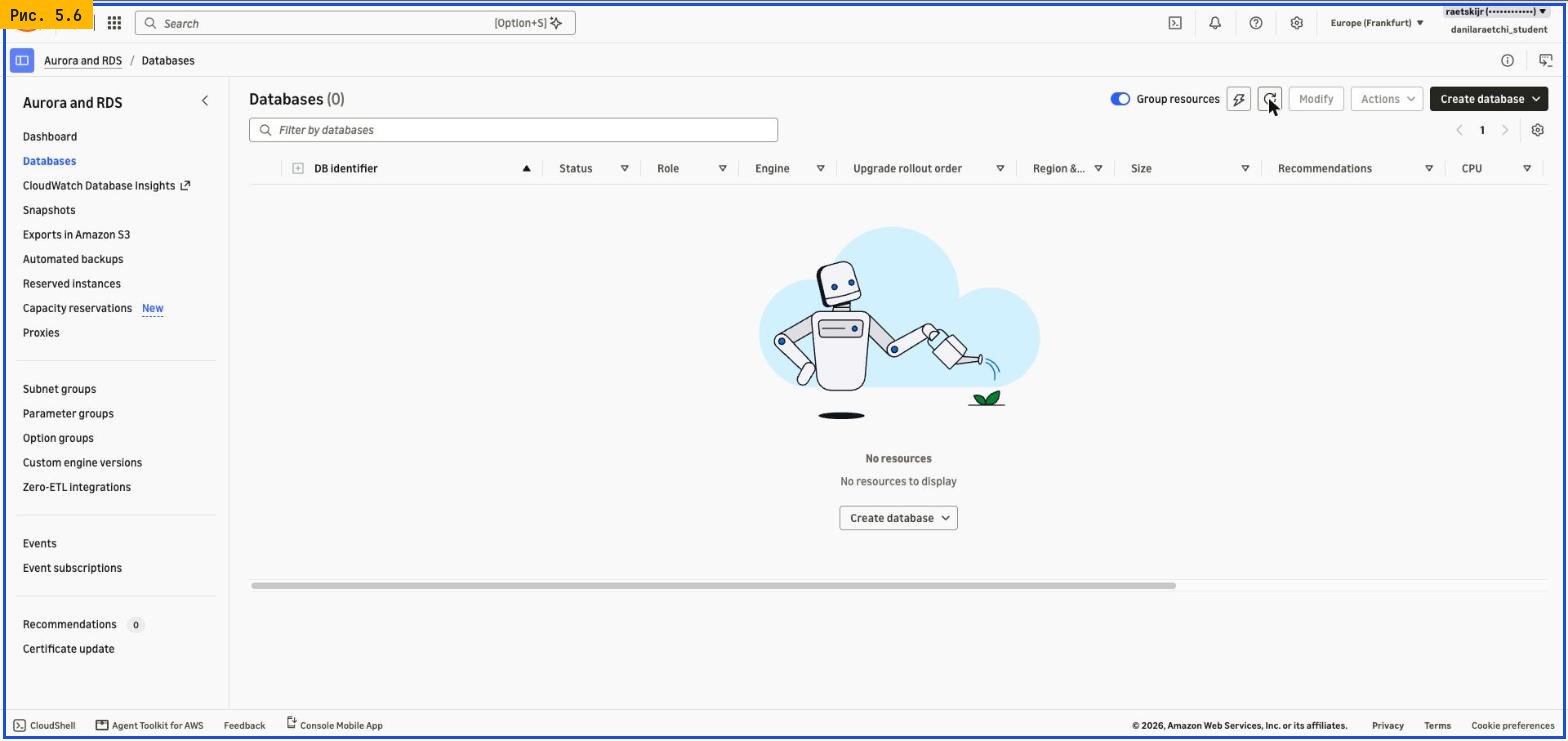 Рис. 5.6
Search [Option+S]
Europe (Frankfurt)
raetskijr (••••••••••••)
danilaraetchi_student
Aurora and RDS / Databases
Aurora and RDS
Dashboard
Databases
CloudWatch Database Insights
Snapshots
Exports in Amazon S3
Automated backups
Reserved instances
Capacity reservations New
Proxies
Subnet groups
Parameter groups
Option groups
Custom engine versions
Zero-ETL integrations
Events
Event subscriptions
Recommendations 0
Certificate update
Databases (0)
Group resources Modify Actions Create database
Filter by databases
1
DB identifier Status Role Engine Upgrade rollout order Region &... Size Recommendations CPU
No resources
No resources to display
Create database
CloudShell Agent Toolkit for AWS Feedback Console Mobile App
© 2026, Amazon Web Services, Inc. or its affiliates. Privacy Terms Cookie preferences